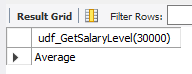 Result Grid Filter Rows:
udf_GetSalaryLevel(30000)
Average